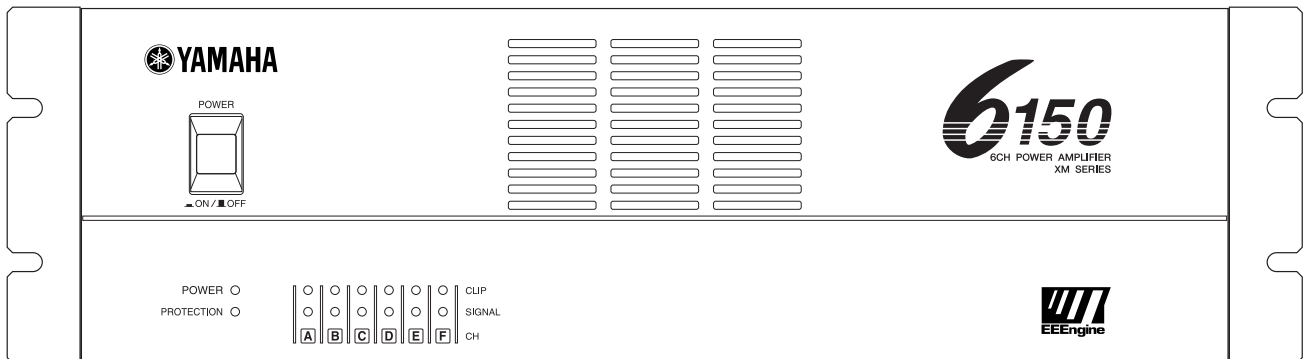 YAMAHA
POWER
ON / OFF
6150
6CH POWER AMPLIFIER
XM SERIES
POWER
PROTECTION
CLIP
SIGNAL
A B C D E F CH
EEEngine